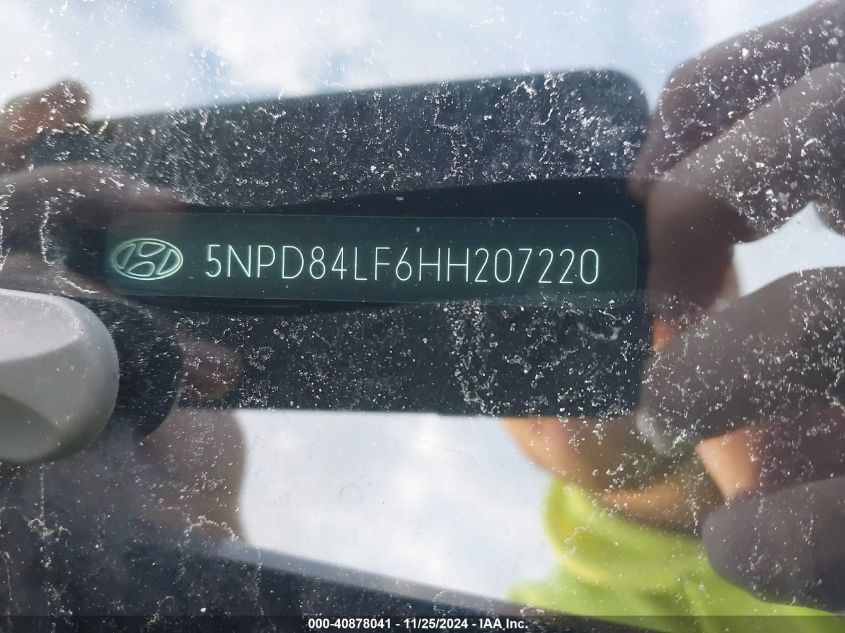 5NPD84LF6HH207220
000-40878041 / 11/25/2024 - IAA, Inc.